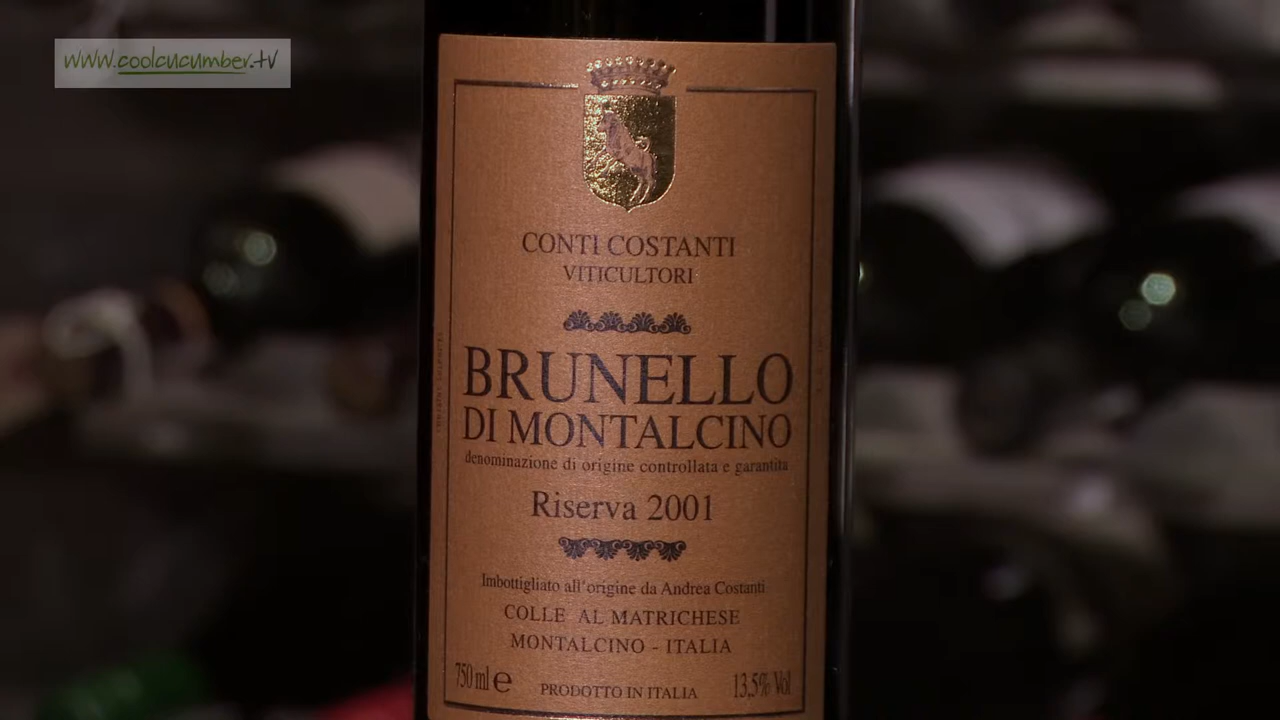 www.coolcucumber.tv
CONTI COSTANTI
VITICULTORI
BRUNELLO
DI MONTALCINO
denominazione di origine controllata e garantita
Riserva 2001
Imbottigliato all'origine da Andrea Costanti
COLLE AL MATRICHESE
MONTALCINO - ITALIA
750 ml e PRODOTTO IN ITALIA 13,5% Vol